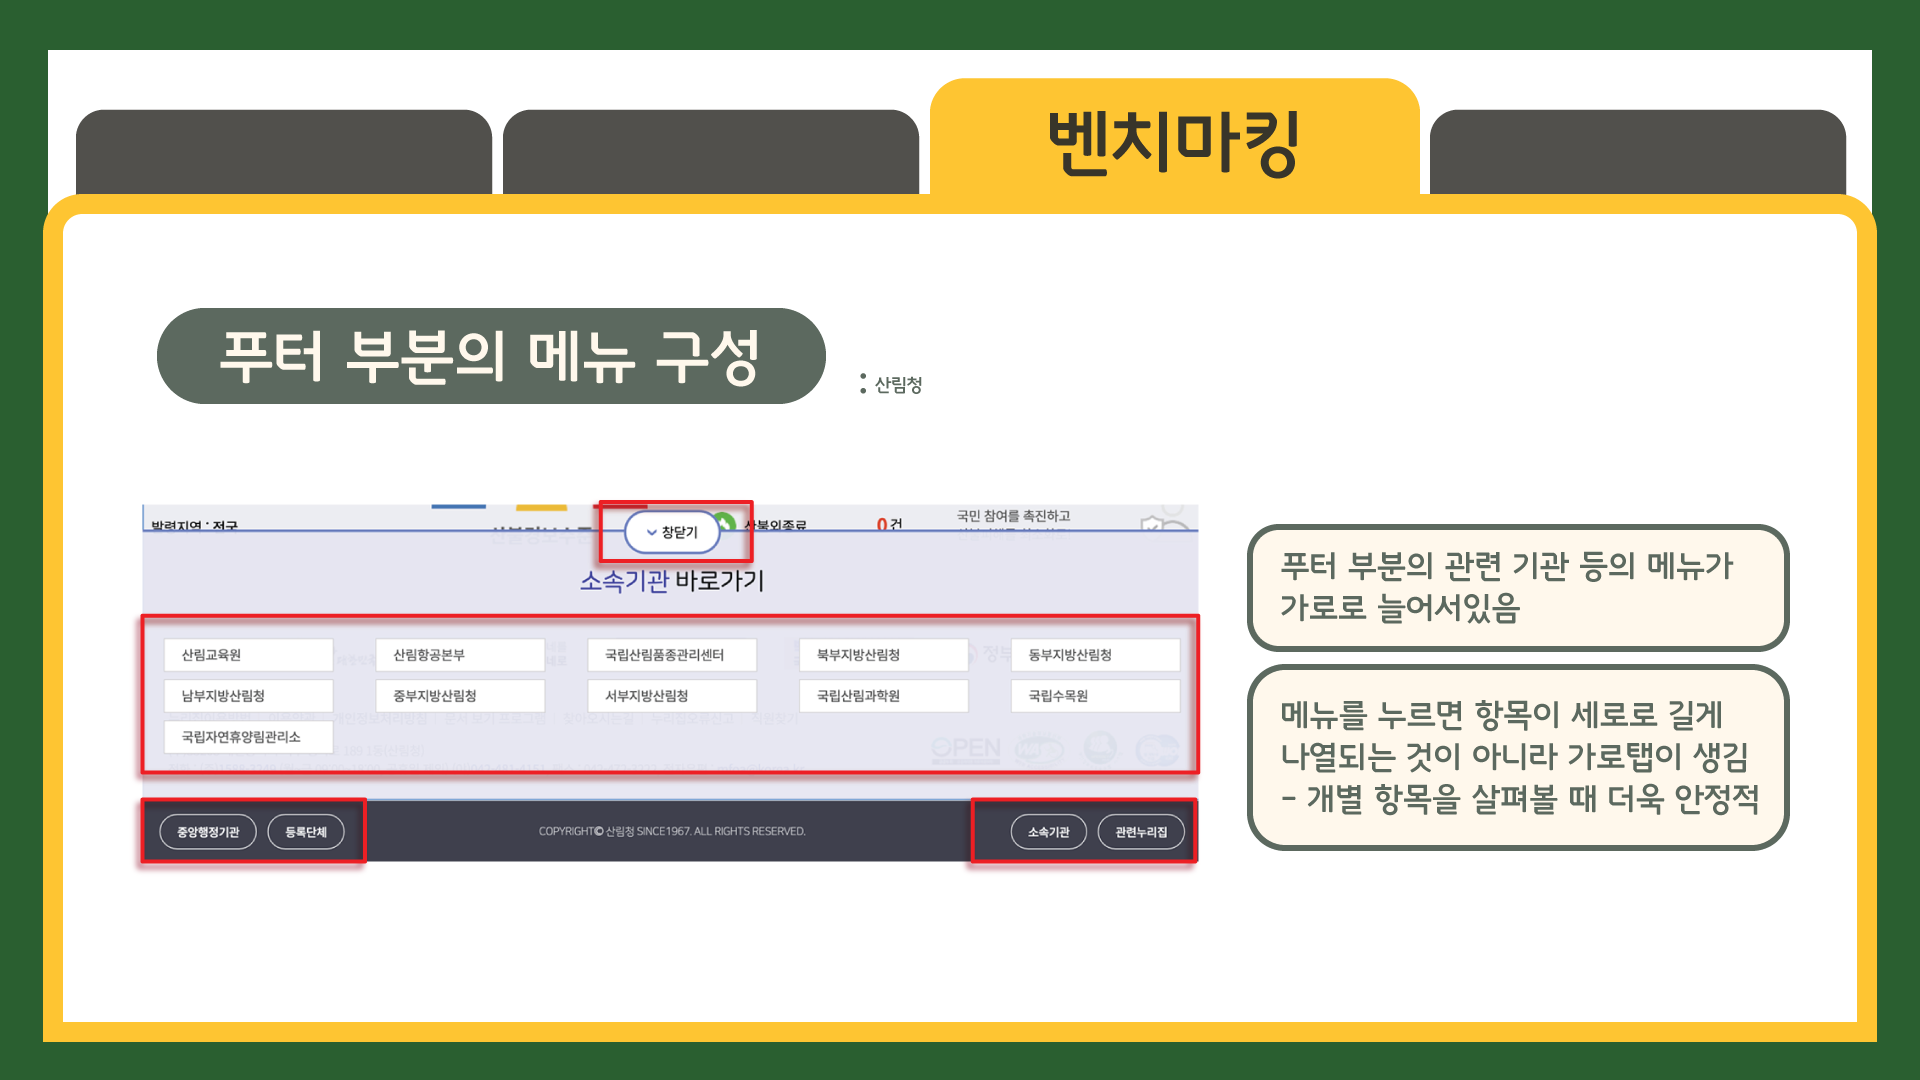 벤치마킹
푸터 부분의 메뉴 구성
: 산림청
발령지역 : 전국
산불외종료
0 건
국민 참여를 촉진하고
창닫기
소속기관 바로가기
산림교육원
산림항공본부
국립산림품종관리센터
북부지방산림청
동부지방산림청
남부지방산림청
중부지방산림청
서부지방산림청
국립산림과학원
국립수목원
국립자연휴양림관리소
OPEN
중앙행정기관
등록단체
COPYRIGHT© 산림청 SINCE1967. ALL RIGHTS RESERVED.
소속기관
관련누리집
푸터 부분의 관련 기관 등의 메뉴가
가로로 늘어서있음
메뉴를 누르면 항목이 세로로 길게
나열되는 것이 아니라 가로탭이 생김
- 개별 항목을 살펴볼 때 더욱 안정적